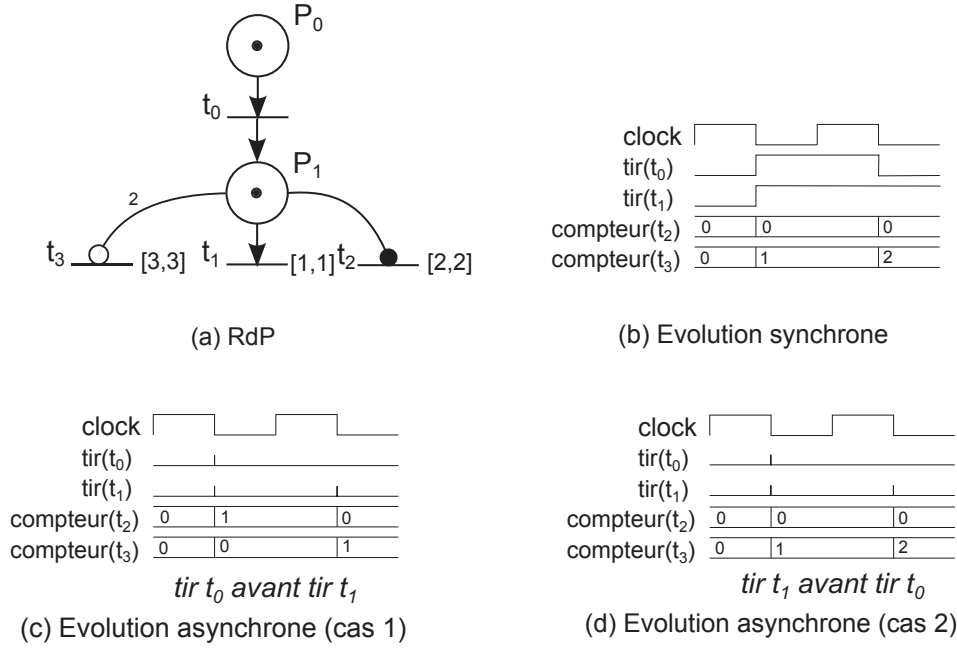 P0
t0
P1
2
t3 [3,3] t1 [1,1] t2 [2,2]
(a) RdP
clock
tir(t0)
tir(t1)
compteur(t2) 0 0 0
compteur(t3) 0 1 2
(b) Evolution synchrone
clock
tir(t0)
tir(t1)
compteur(t2) 0 1 0
compteur(t3) 0 0 1
tir t0 avant tir t1
(c) Evolution asynchrone (cas 1)
clock
tir(t0)
tir(t1)
compteur(t2) 0 0 0
compteur(t3) 0 1 2
tir t1 avant tir t0
(d) Evolution asynchrone (cas 2)